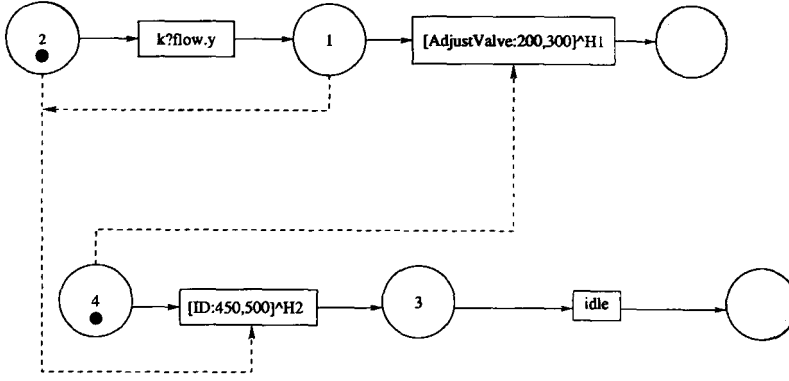 2
k?flow.y
1
[AdjustValve:200,300]^H1
4
[ID:450,500]^H2
3
idle